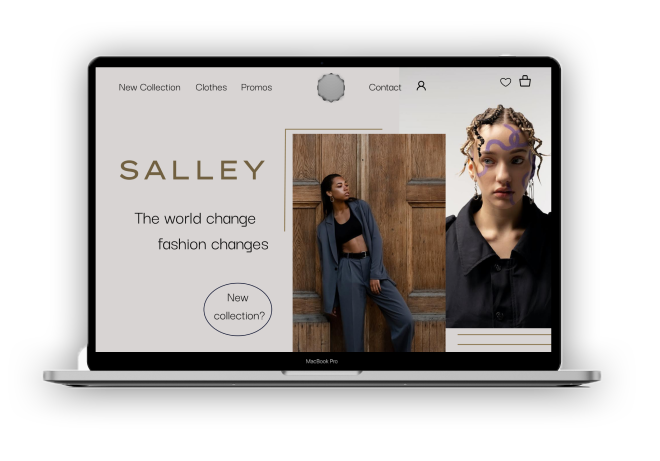 New Collection Clothes Promos Contact
SALLEY
The world change
fashion changes
New
collection?
MacBook Pro